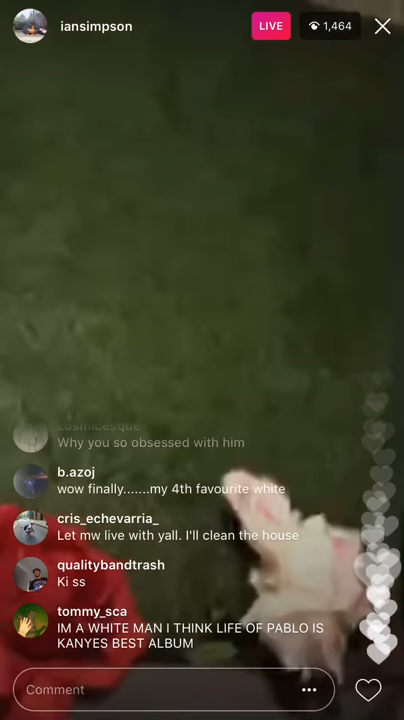 iansimpson
LIVE
1,464
cosmicesque
Why you so obsessed with him
b.azoj
wow finally.......my 4th favourite white
cris_echevarria_
Let mw live with yall. I'll clean the house
qualitybandtrash
Ki ss
tommy_sca
IM A WHITE MAN I THINK LIFE OF PABLO IS
KANYES BEST ALBUM
Comment